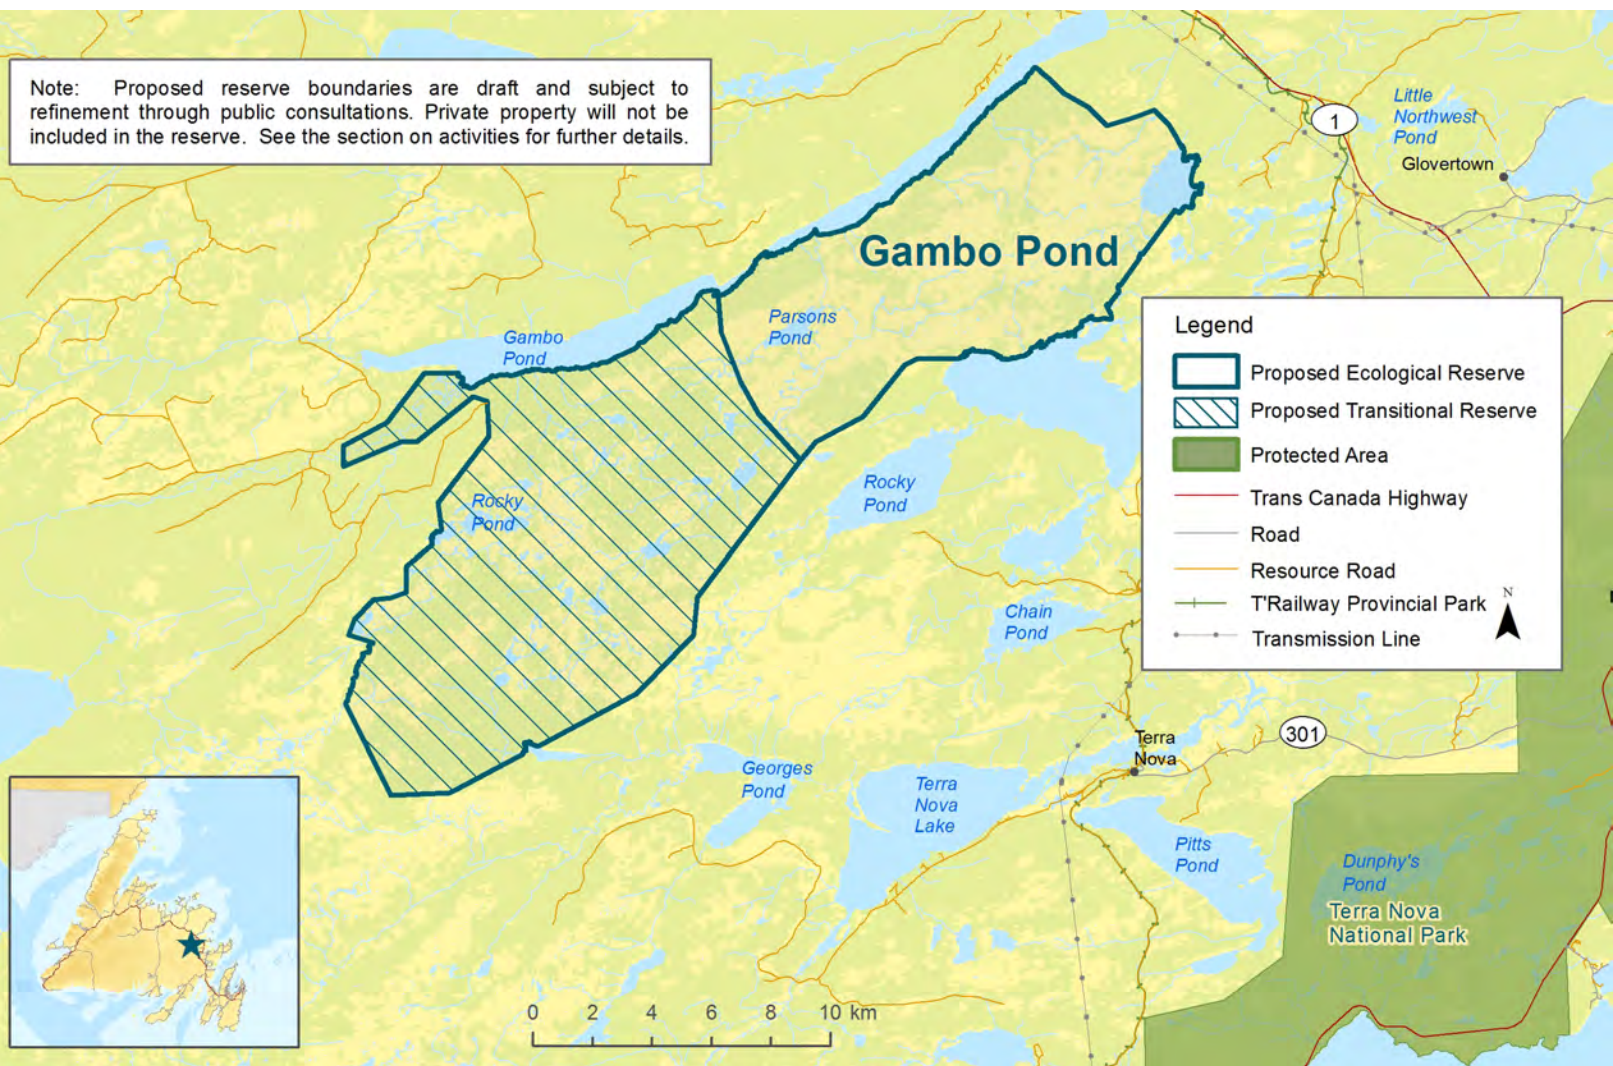 Note: Proposed reserve boundaries are draft and subject to
refinement through public consultations. Private property will not be
included in the reserve. See the section on activities for further details.
Little
Northwest
Pond
1
Glovertown
Gambo Pond
Parsons
Pond
Gambo
Pond
Legend
Proposed Ecological Reserve
Proposed Transitional Reserve
Protected Area
Trans Canada Highway
Road
Resource Road
T'Railway Provincial Park
Transmission Line
N
Rocky
Pond
Rocky
Pond
Chain
Pond
Terra
Nova
301
Georges
Pond
Terra
Nova
Lake
Pitts
Pond
Dunphy's
Pond
Terra Nova
National Park
0 2 4 6 8 10 km